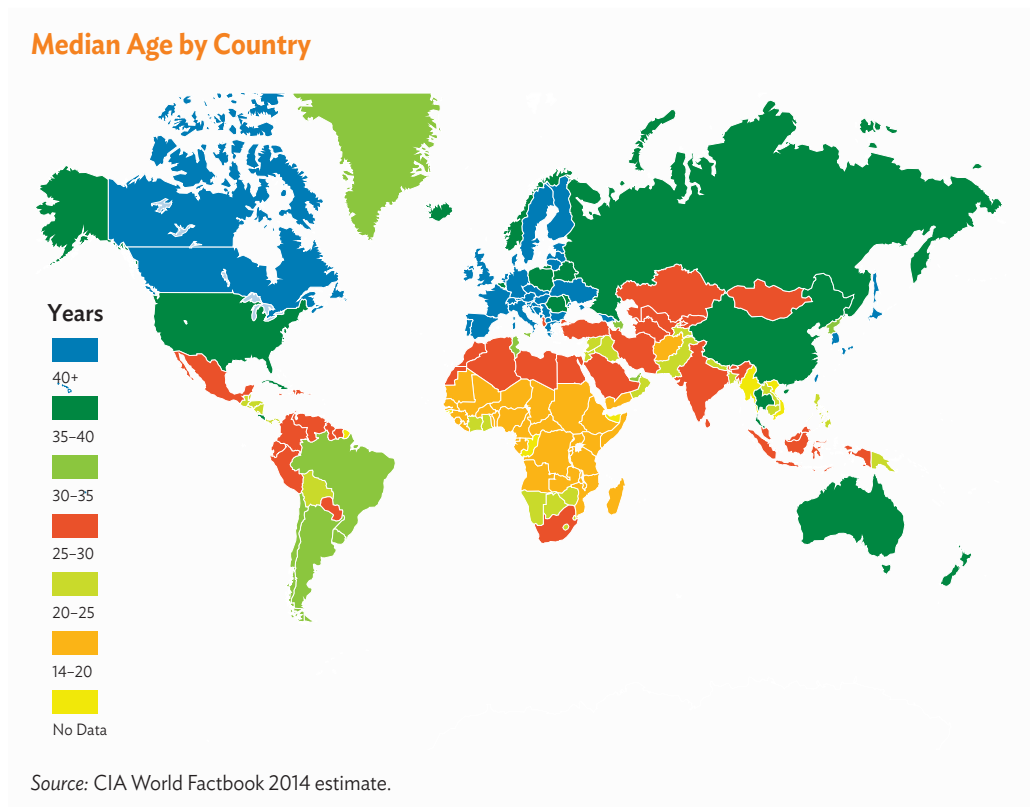 Median Age by Country
Years
40+
35–40
30–35
25–30
20–25
14–20
No Data
Source: CIA World Factbook 2014 estimate.